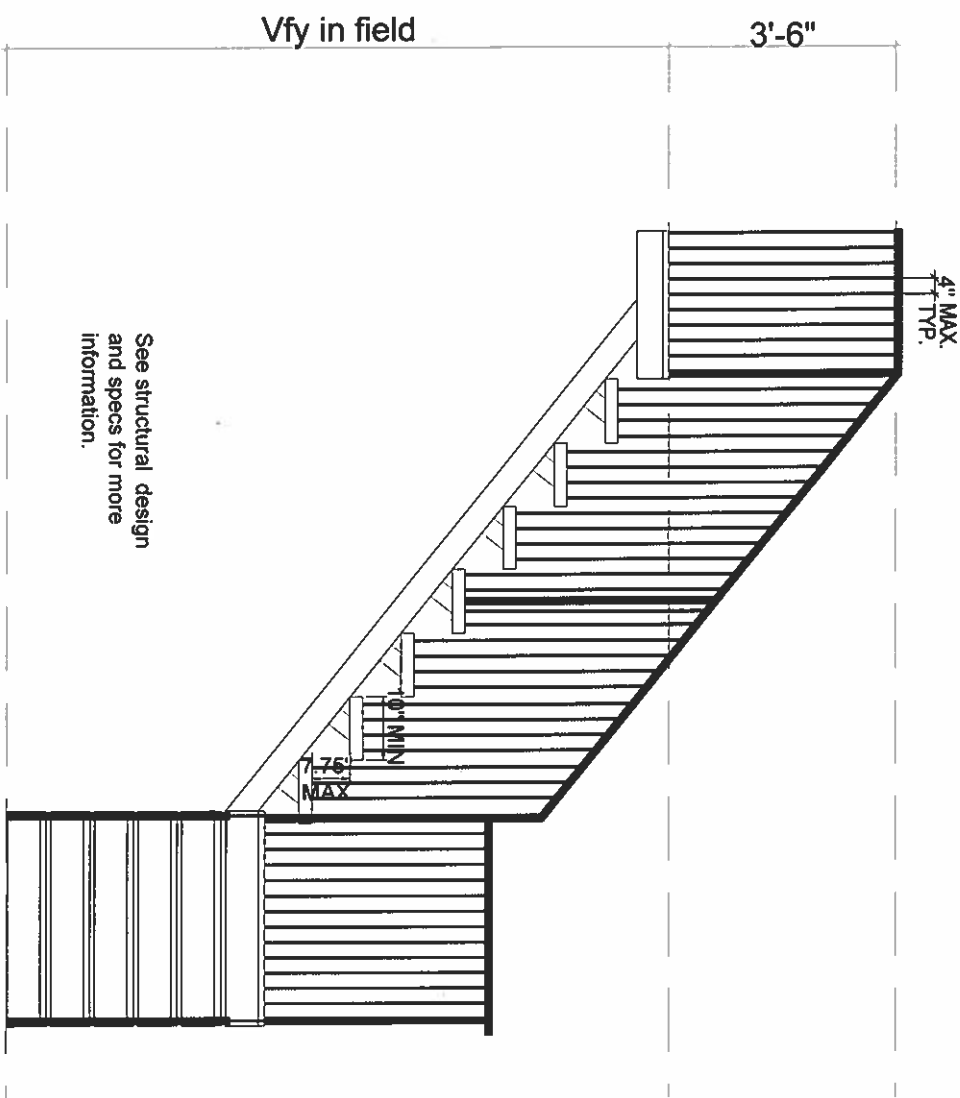 Vfy in field
3'-6"
4" MAX.
TYP.
10" MIN
7.75"
MAX
See structural design
and specs for more
information.